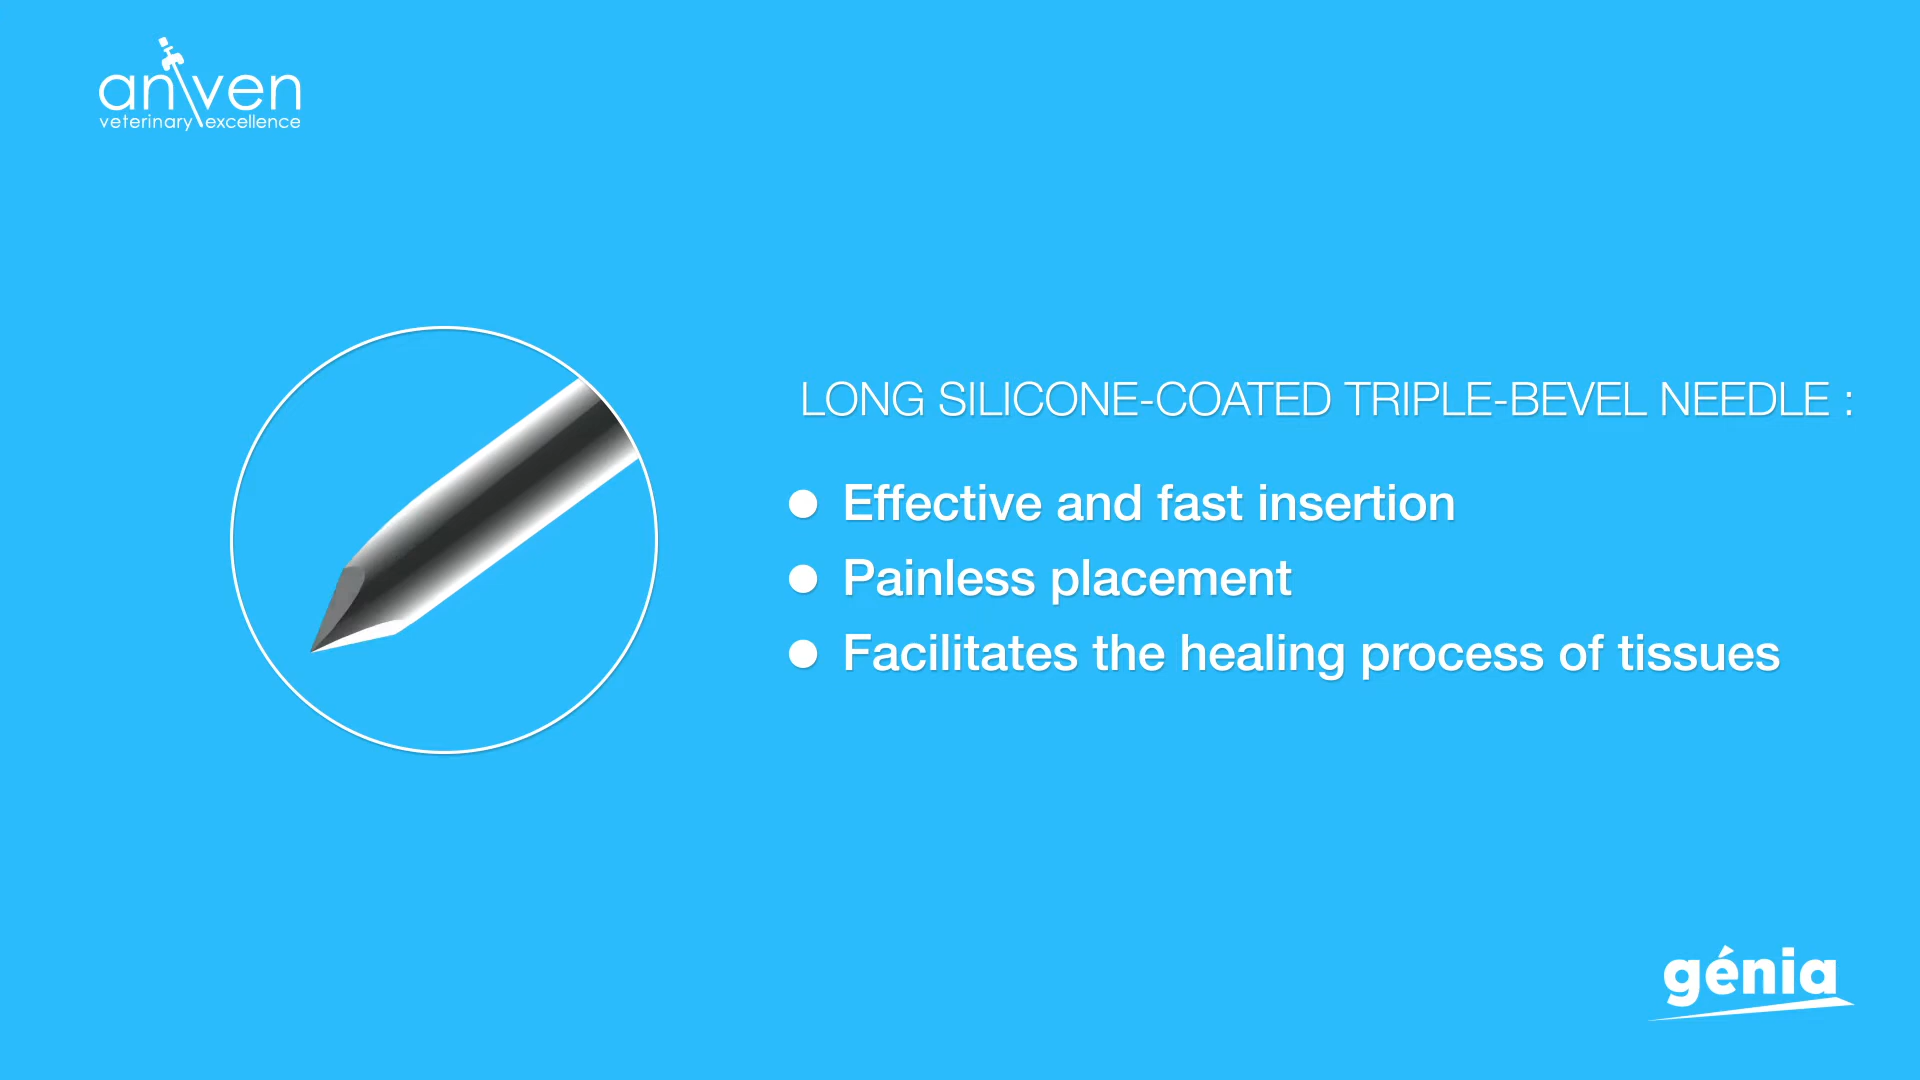 aniven
veterinary excellence
LONG SILICONE-COATED TRIPLE-BEVEL NEEDLE :
Effective and fast insertion
Painless placement
Facilitates the healing process of tissues
génia